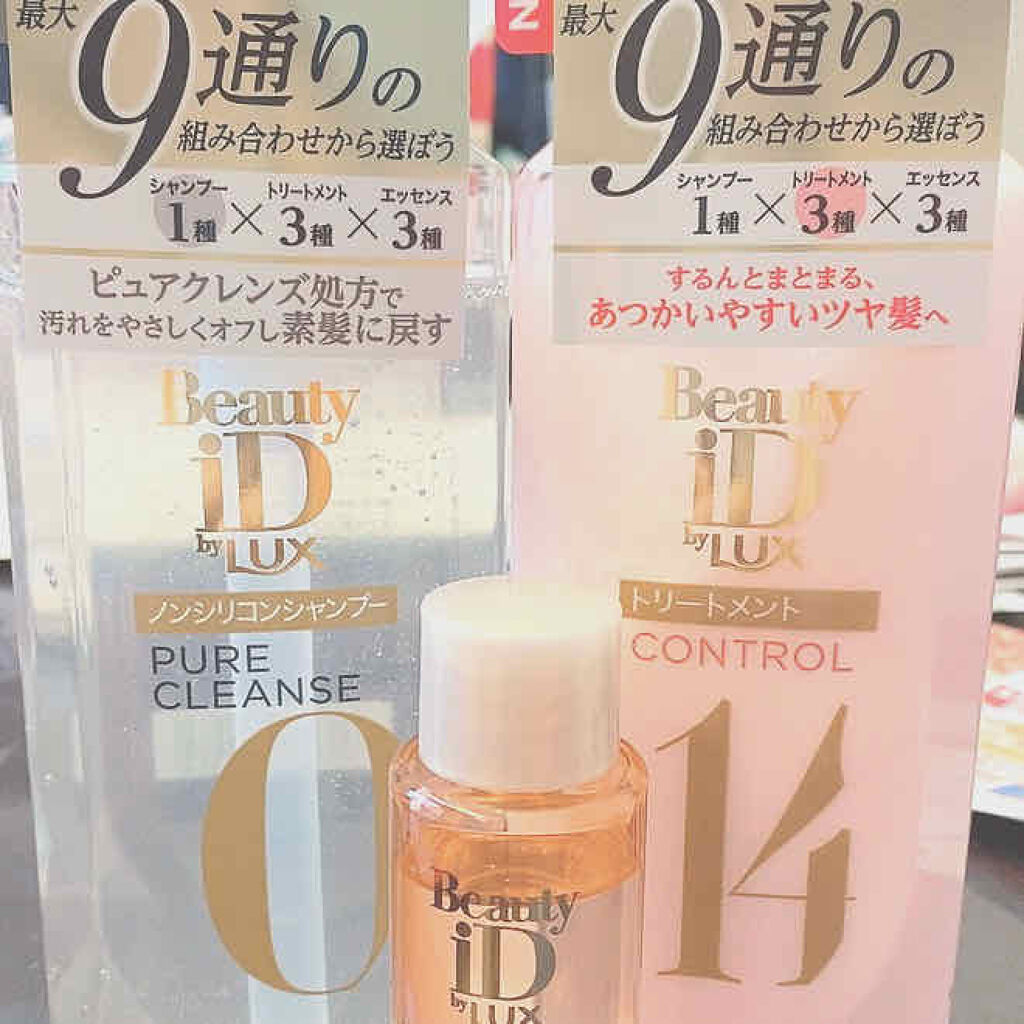 最大
9通りの
組み合わせから選ぼう
シャンプー トリートメント エッセンス
1種×3種×3種
ピュアクレンズ処方で
汚れをやさしくオフし素髪に戻す
Beauty
iD
by LUX
ノンシリコンシャンプー
PURE
CLEANSE
0
N
最大
9通りの
組み合わせから選ぼう
シャンプー トリートメント エッセンス
1種×3種×3種
するんとまとまる、
あつかいやすいツヤ髪へ
Beauty
iD
by LUX
トリートメント
CONTROL
14
Beauty
iD
by LUX